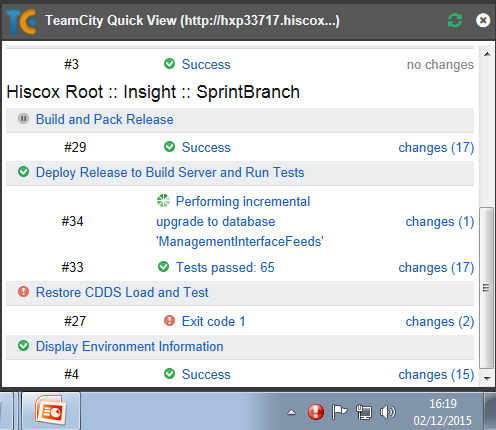 TeamCity Quick View (http://hxp33717.hiscox...)
#3 Success no changes
Hiscox Root :: Insight :: SprintBranch
Build and Pack Release
#29 Success changes (17)
Deploy Release to Build Server and Run Tests
Performing incremental
#34 upgrade to database changes (1)
'ManagementInterfaceFeeds'
#33 Tests passed: 65 changes (17)
Restore CDDS Load and Test
#27 Exit code 1 changes (2)
Display Environment Information
#4 Success changes (15)
16:19
02/12/2015